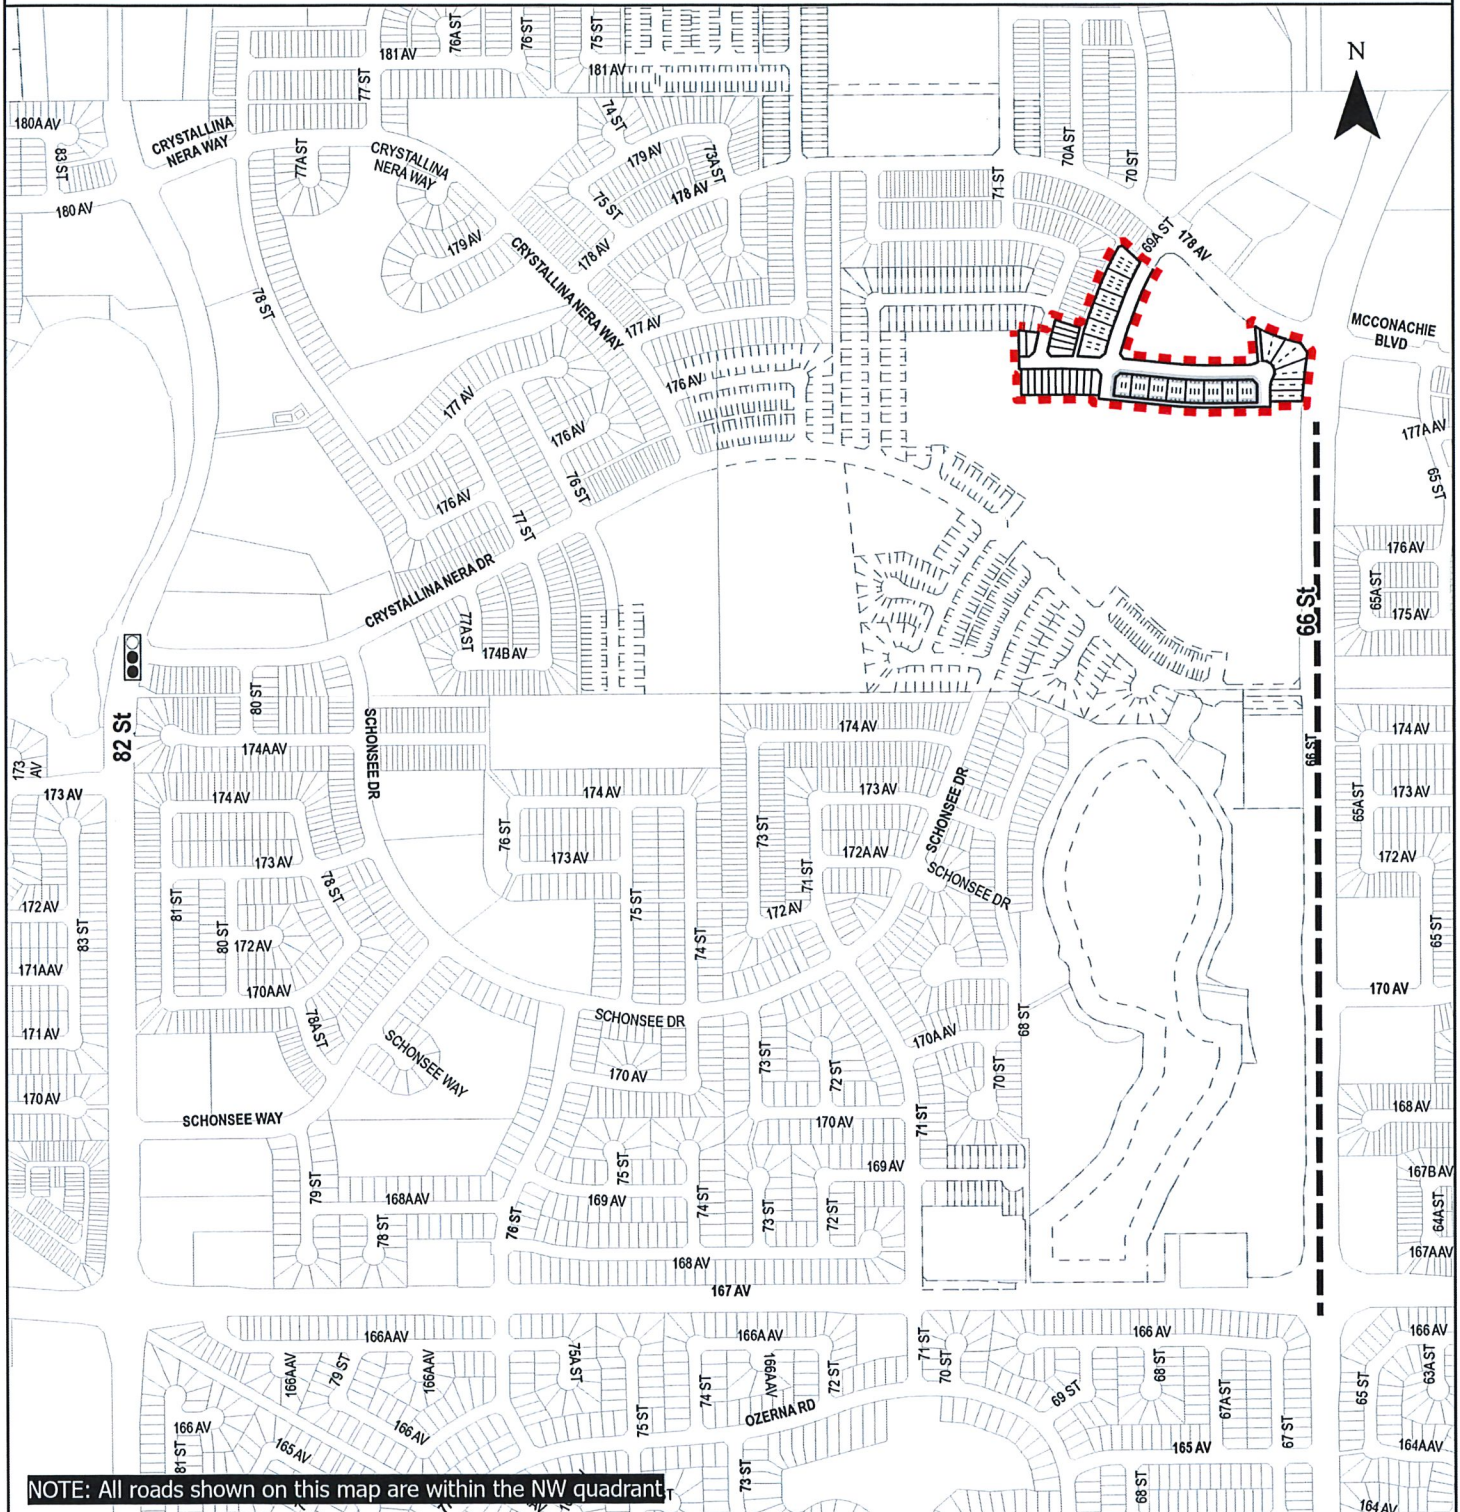 76A ST
76 ST
75 ST
181 AV
181 AV
77 ST
N
180A AV
83 ST
CRYSTALLINA
NERA WAY
77A ST
CRYSTALLINA
NERA WAY
74 ST
179 AV
73A ST
178 AV
75 ST
71 ST
70A ST
70 ST
180 AV
179 AV
178 AV
69A ST
178 AV
CRYSTALLINA NERA WAY
78 ST
177 AV
MCCONACHIE
BLVD
176 AV
177 AV
176 AV
177A AV
65 ST
176 AV
76 ST
77 ST
176 AV
65A ST
175 AV
CRYSTALLINA NERA DR
66 St
77A ST
174B AV
80 ST
82 St
SCHONSEE DR
174A AV
174 AV
174 AV
66 ST
173
AV
173 AV
174 AV
174 AV
173 AV
SCHONSEE DR
173 AV
65A ST
76 ST
173 AV
73 ST
173 AV
172A AV
172 AV
78 ST
71 ST
SCHONSEE DR
172 AV
81 ST
75 ST
172 AV
83 ST
80 ST
172 AV
74 ST
65 ST
171A AV
170A AV
170 AV
171 AV
78A ST
SCHONSEE DR
68 ST
170A AV
SCHONSEE WAY
73 ST
72 ST
70 ST
170 AV
170 AV
168 AV
SCHONSEE WAY
170 AV
71 ST
79 ST
75 ST
169 AV
167B AV
168A AV
169 AV
74 ST
73 ST
72 ST
64A ST
78 ST
76 ST
167A AV
168 AV
167 AV
166A AV
166A AV
71 ST
166 AV
166 AV
166A AV
79 ST
166A AV
75A ST
166A AV
72 ST
70 ST
68 ST
63A ST
74 ST
69 ST
67A ST
65 ST
OZERNA RD
166 AV
166 AV
75 ST
67 ST
81 ST
165 AV
165 AV
164A AV
73 ST
68 ST
164 AV
NOTE: All roads shown on this map are within the NW quadrant